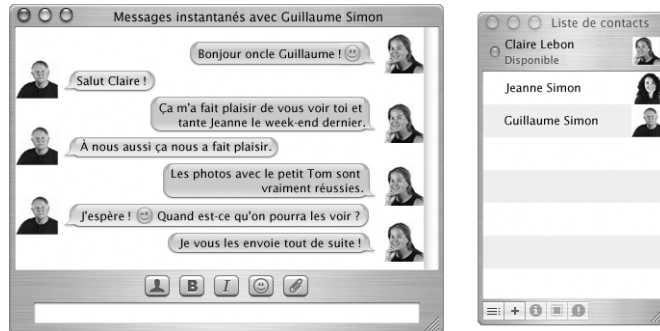 Messages instantanés avec Guillaume Simon
Bonjour oncle Guillaume !
Salut Claire !
Ça m'a fait plaisir de vous voir toi et
tante Jeanne le week-end dernier.
À nous aussi ça nous a fait plaisir.
Les photos avec le petit Tom sont
vraiment réussies.
J'espère ! Quand est-ce qu'on pourra les voir ?
Je vous les envoie tout de suite !
B I
Liste de contacts
Claire Lebon
Disponible
Jeanne Simon
Guillaume Simon